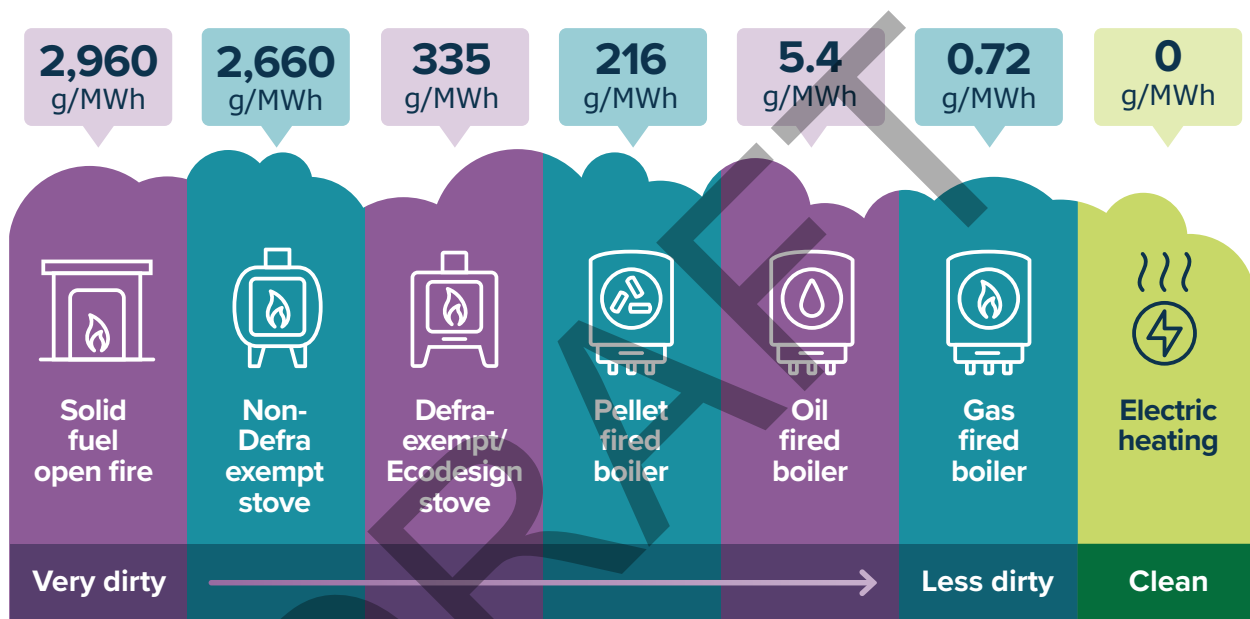 2,960
g/MWh
2,660
g/MWh
335
g/MWh
216
g/MWh
5.4
g/MWh
0.72
g/MWh
0
g/MWh
Solid
fuel
open fire
Non-
Defra
exempt
stove
Defra-
exempt/
Ecodesign
stove
Pellet
fired
boiler
Oil
fired
boiler
Gas
fired
boiler
Electric
heating
Very dirty
Less dirty
Clean
DRAFT